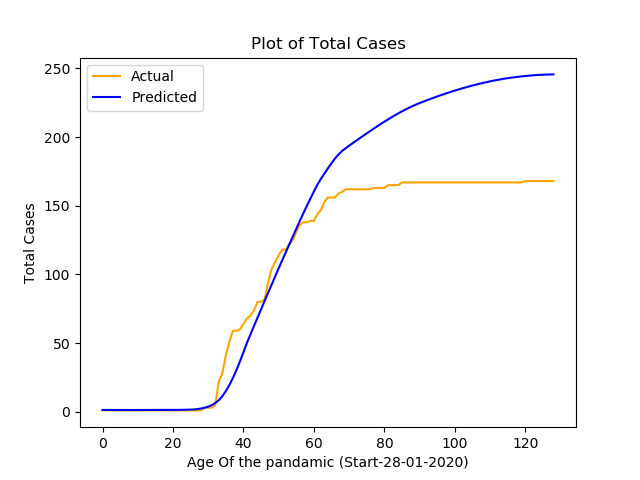 Plot of Total Cases
Actual
Predicted
250
200
150
100
50
0
Total Cases
0 20 40 60 80 100 120
Age Of the pandamic (Start-28-01-2020)